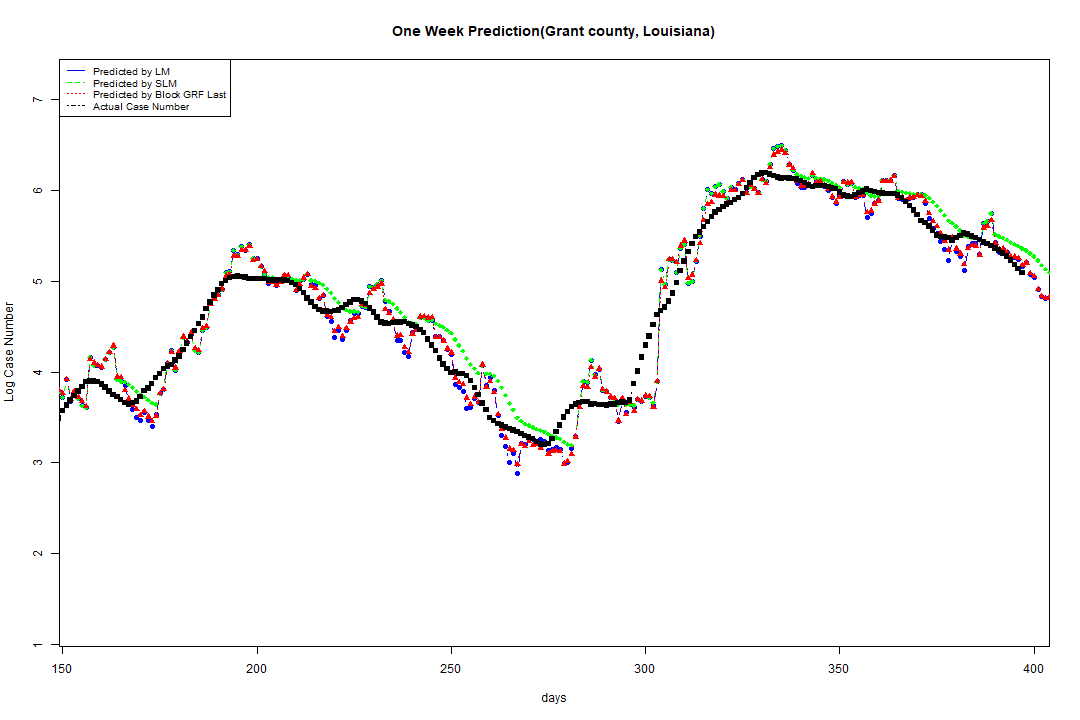 One Week Prediction(Grant county, Louisiana)
Predicted by LM
Predicted by SLM
Predicted by Block GRF Last
Actual Case Number
7
6
5
4
3
2
1
Log Case Number
150 200 250 300 350 400
days